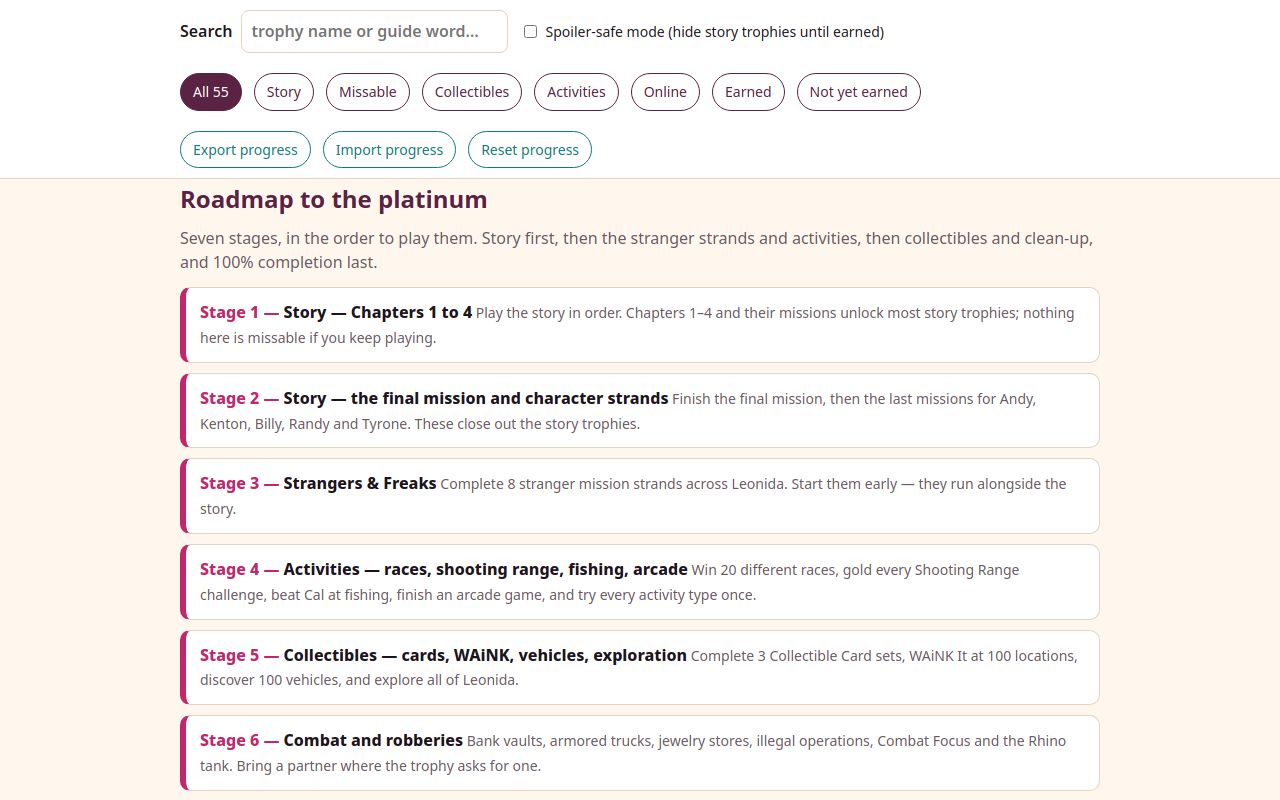 Search trophy name or guide word... Spoiler-safe mode (hide story trophies until earned)
All 55 Story Missable Collectibles Activities Online Earned Not yet earned
Export progress Import progress Reset progress
Roadmap to the platinum
Seven stages, in the order to play them. Story first, then the stranger strands and activities, then collectibles and clean-up,
and 100% completion last.
Stage 1 — Story — Chapters 1 to 4 Play the story in order. Chapters 1–4 and their missions unlock most story trophies; nothing
here is missable if you keep playing.
Stage 2 — Story — the final mission and character strands Finish the final mission, then the last missions for Andy,
Kenton, Billy, Randy and Tyrone. These close out the story trophies.
Stage 3 — Strangers & Freaks Complete 8 stranger mission strands across Leonida. Start them early — they run alongside the
story.
Stage 4 — Activities — races, shooting range, fishing, arcade Win 20 different races, gold every Shooting Range
challenge, beat Cal at fishing, finish an arcade game, and try every activity type once.
Stage 5 — Collectibles — cards, WAiNK, vehicles, exploration Complete 3 Collectible Card sets, WAiNK It at 100 locations,
discover 100 vehicles, and explore all of Leonida.
Stage 6 — Combat and robberies Bank vaults, armored trucks, jewelry stores, illegal operations, Combat Focus and the Rhino
tank. Bring a partner where the trophy asks for one.